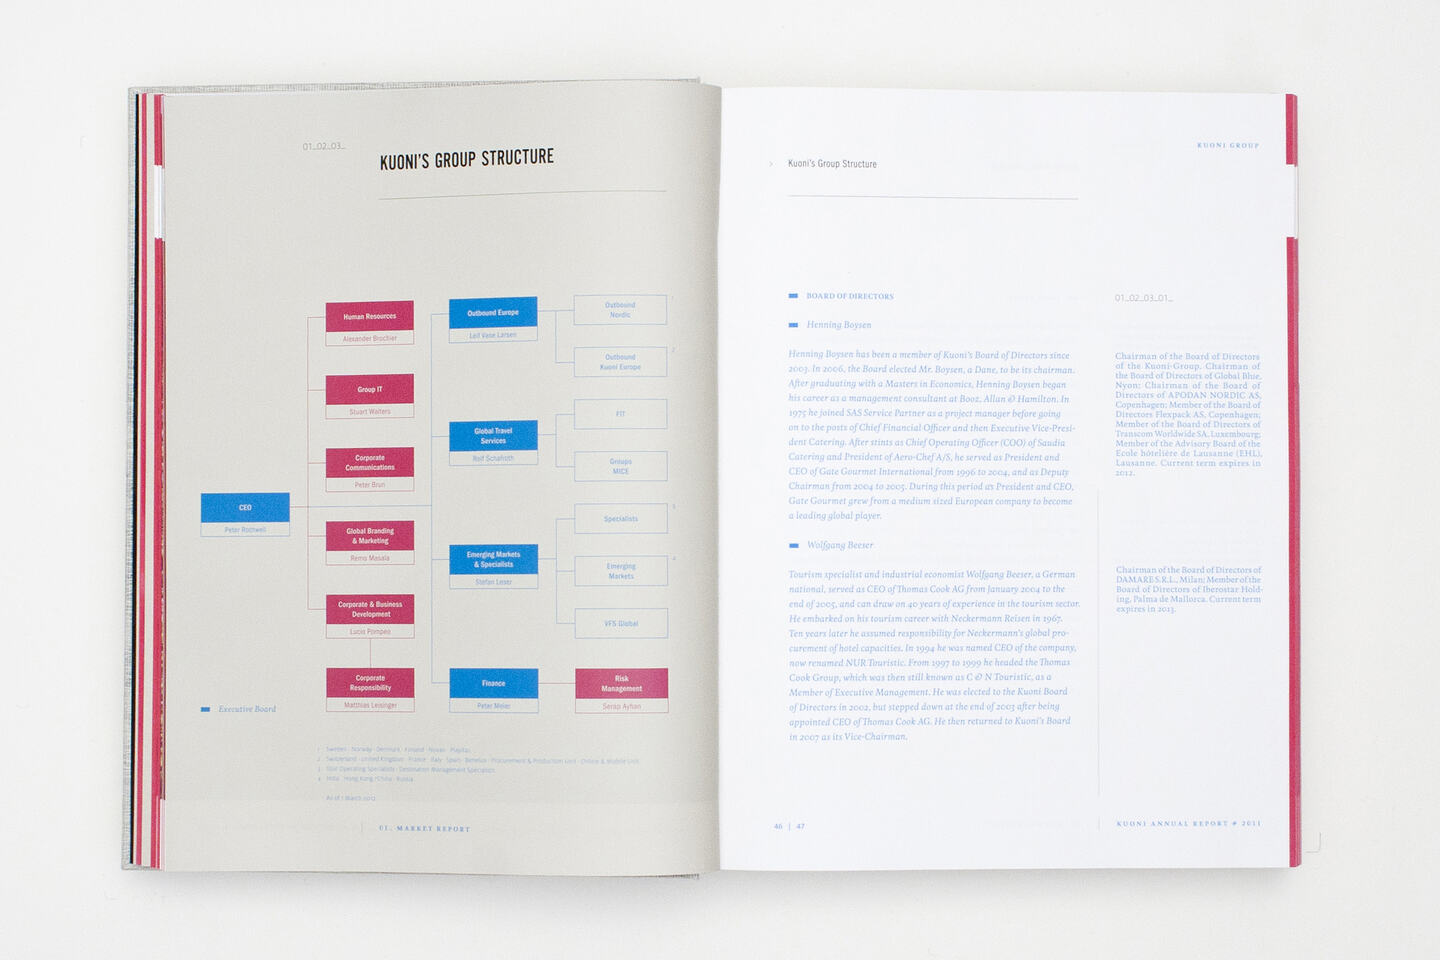 01_02_03_
KUONI'S GROUP STRUCTURE
Human Resources
Alexander Brochier
Group IT
Stuart Walters
Corporate
Communications
Peter Brun
CEO
Peter Rothwell
Global Branding
& Marketing
Remo Masala
Corporate & Business
Development
Lucio Pompeo
Corporate
Responsibility
Matthias Leisinger
Outbound Europe
Leif Vase Larsen
Global Travel
Services
Rolf Schafroth
Emerging Markets
& Specialists
Stefan Leser
Finance
Peter Meier
Outbound
Nordic
1
Outbound
Kuoni Europe
2
FIT
Groups
MICE
Specialists
3
Emerging
Markets
4
VFS Global
Risk
Management
Serap Ayhan
Executive Board
1 Sweden · Norway · Denmark · Finland · Novair · Playitas
2 Switzerland · United Kingdom · France · Italy · Spain · Benelux · Procurement & Production Unit · Online & Mobile Unit
3 Tour Operating Specialists · Destination Management Specialists
4 India · Hong Kong / China · Russia
As of 1 March 2012
01_ MARKET REPORT
KUONI GROUP
› Kuoni's Group Structure
BOARD OF DIRECTORS
Henning Boysen
Henning Boysen has been a member of Kuoni's Board of Directors since
2003. In 2006, the Board elected Mr. Boysen, a Dane, to be its chairman.
After graduating with a Masters in Economics, Henning Boysen began
his career as a management consultant at Booz, Allan & Hamilton. In
1975 he joined SAS Service Partner as a project manager before going
on to the posts of Chief Financial Officer and then Executive Vice-Presi-
dent Catering. After stints as Chief Operating Officer (COO) of Saudia
Catering and President of Aero-Chef A/S, he served as President and
CEO of Gate Gourmet International from 1996 to 2004, and as Deputy
Chairman from 2004 to 2005. During this period as President and CEO,
Gate Gourmet grew from a medium sized European company to become
a leading global player.
Wolfgang Beeser
Tourism specialist and industrial economist Wolfgang Beeser, a German
national, served as CEO of Thomas Cook AG from January 2004 to the
end of 2005, and can draw on 40 years of experience in the tourism sector.
He embarked on his tourism career with Neckermann Reisen in 1967.
Ten years later he assumed responsibility for Neckermann's global pro-
curement of hotel capacities. In 1994 he was named CEO of the company,
now renamed NUR Touristic. From 1997 to 1999 he headed the Thomas
Cook Group, which was then still known as C & N Touristic, as a
Member of Executive Management. He was elected to the Kuoni Board
of Directors in 2002, but stepped down at the end of 2003 after being
appointed CEO of Thomas Cook AG. He then returned to Kuoni's Board
in 2007 as its Vice-Chairman.
01_02_03_01_
Chairman of the Board of Directors
of the Kuoni-Group. Chairman of
the Board of Directors of Global Blue,
Nyon; Chairman of the Board of
Directors of APODAN NORDIC AS,
Copenhagen; Member of the Board of
Directors Flexpack AS, Copenhagen;
Member of the Board of Directors of
Transcom Worldwide SA, Luxembourg;
Member of the Advisory Board of the
Ecole hôtelière de Lausanne (EHL),
Lausanne. Current term expires in
2012.
Chairman of the Board of Directors of
DAMARE S.R.L., Milan; Member of the
Board of Directors of Iberostar Hold-
ing, Palma de Mallorca. Current term
expires in 2013.
46 | 47
KUONI ANNUAL REPORT # 2011